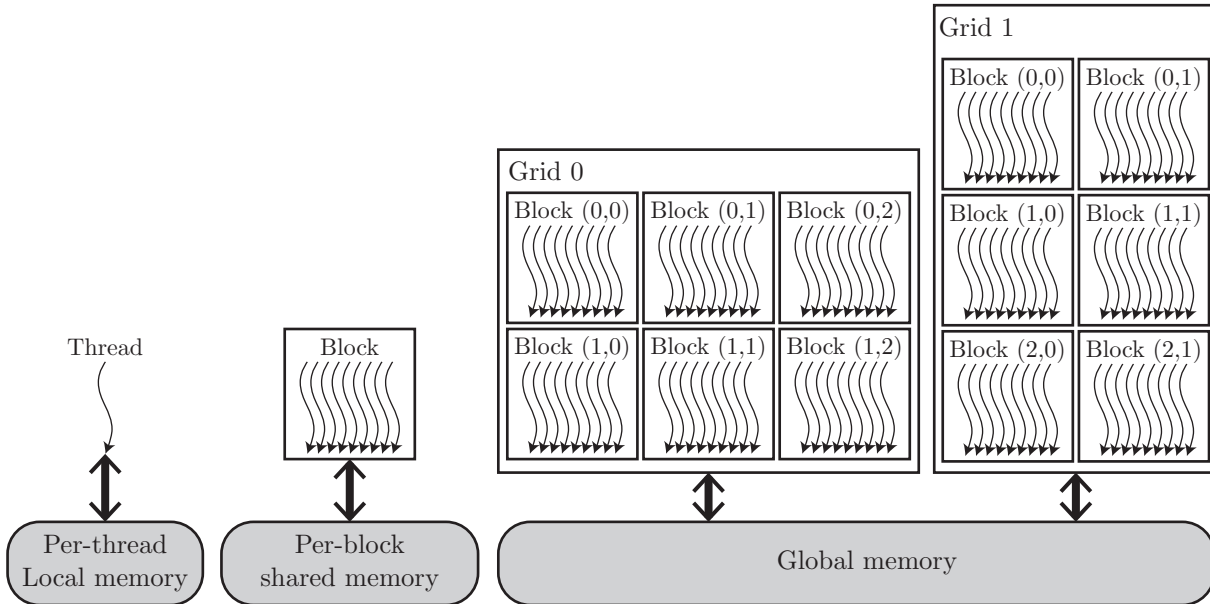 Thread
Per-thread
Local memory
Block
Per-block
shared memory
Grid 0
Block (0,0) Block (0,1) Block (0,2)
Block (1,0) Block (1,1) Block (1,2)
Grid 1
Block (0,0) Block (0,1)
Block (1,0) Block (1,1)
Block (2,0) Block (2,1)
Global memory